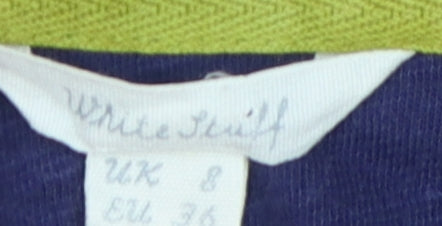 White Stuff
UK 8
EU 36